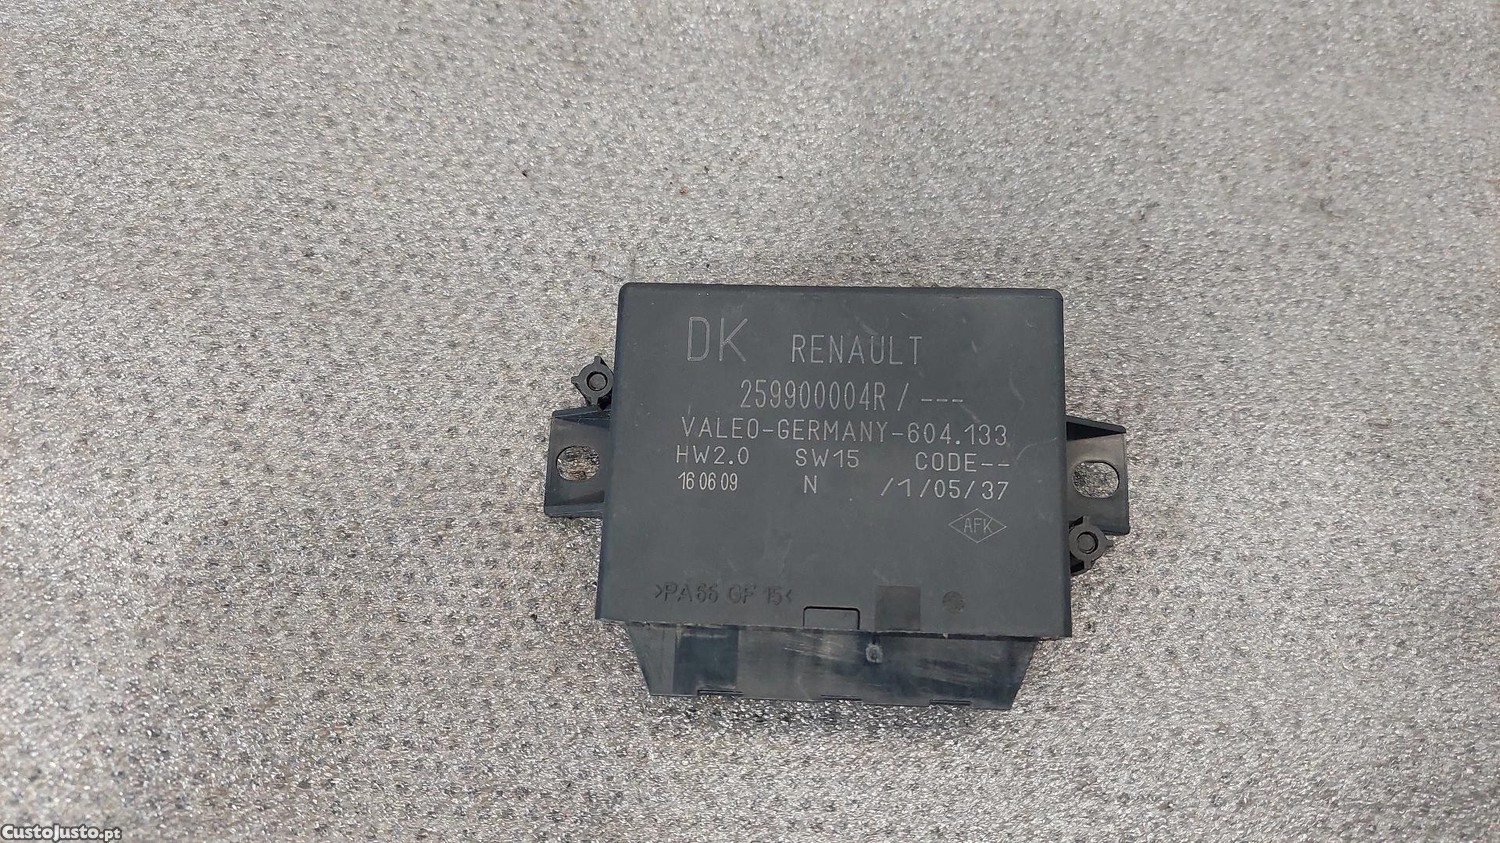 DK RENAULT
259900004R / ---
VALEO-GERMANY-604.133
HW2.0 SW15 CODE--
16 06 09 N /1/05/37
AFK
>PA66 GF 15<
CustoJusto.pt